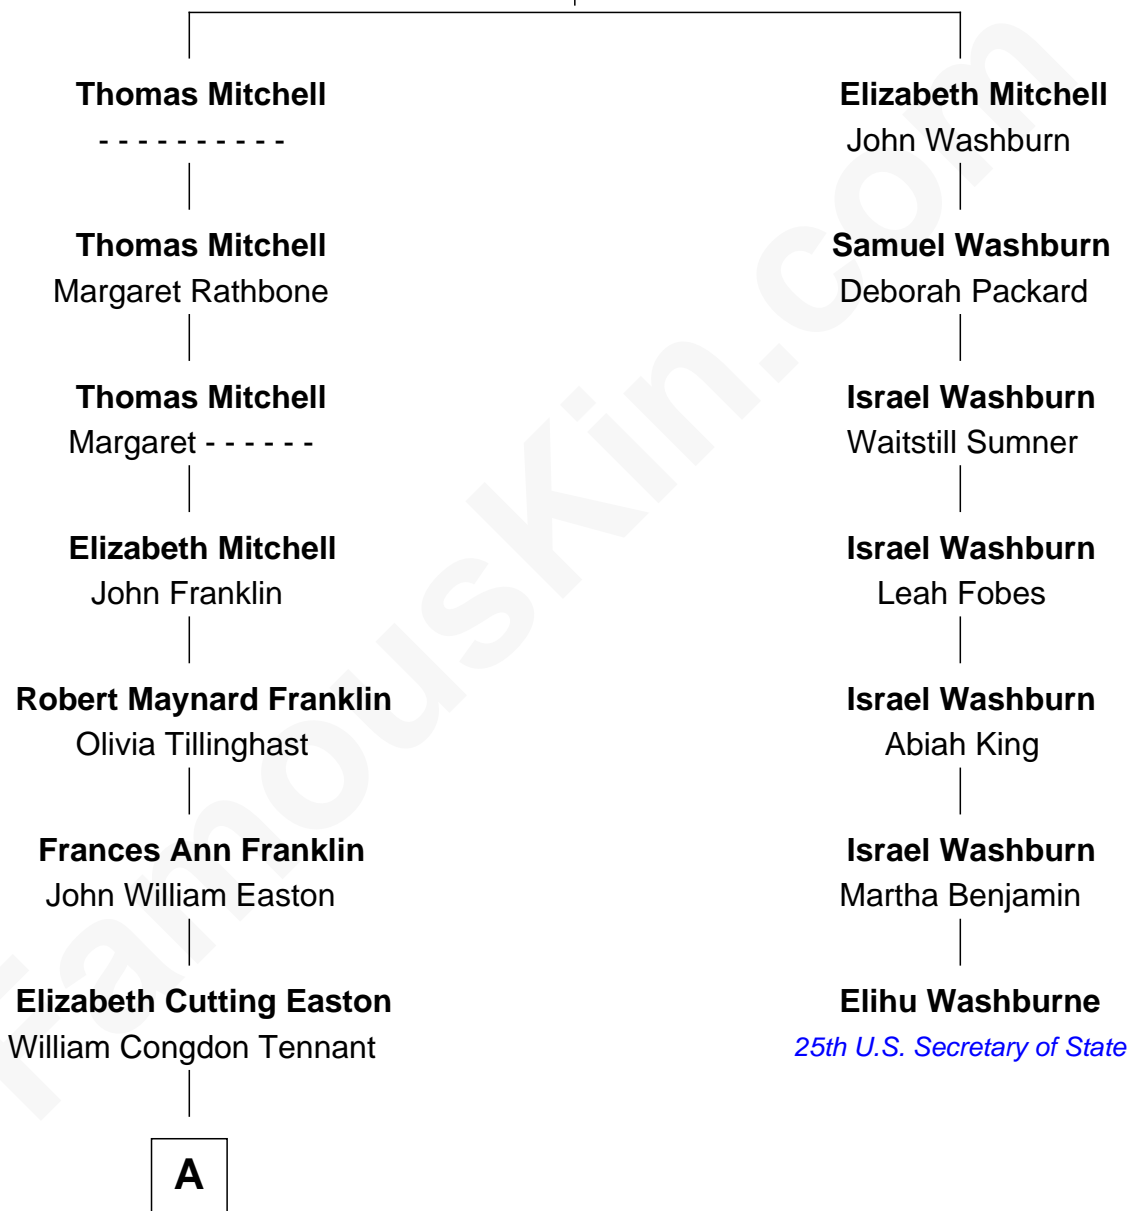 Thomas Mitchell
- - - - - - - - - -
Thomas Mitchell
Margaret Rathbone
Thomas Mitchell
Margaret - - - - - -
Elizabeth Mitchell
John Franklin
Robert Maynard Franklin
Olivia Tillinghast
Frances Ann Franklin
John William Easton
Elizabeth Cutting Easton
William Congdon Tennant
A
Elizabeth Mitchell
John Washburn
Samuel Washburn
Deborah Packard
Israel Washburn
Waitstill Sumner
Israel Washburn
Leah Fobes
Israel Washburn
Abiah King
Israel Washburn
Martha Benjamin
Elihu Washburne
25th U.S. Secretary of State
FamousKin.com